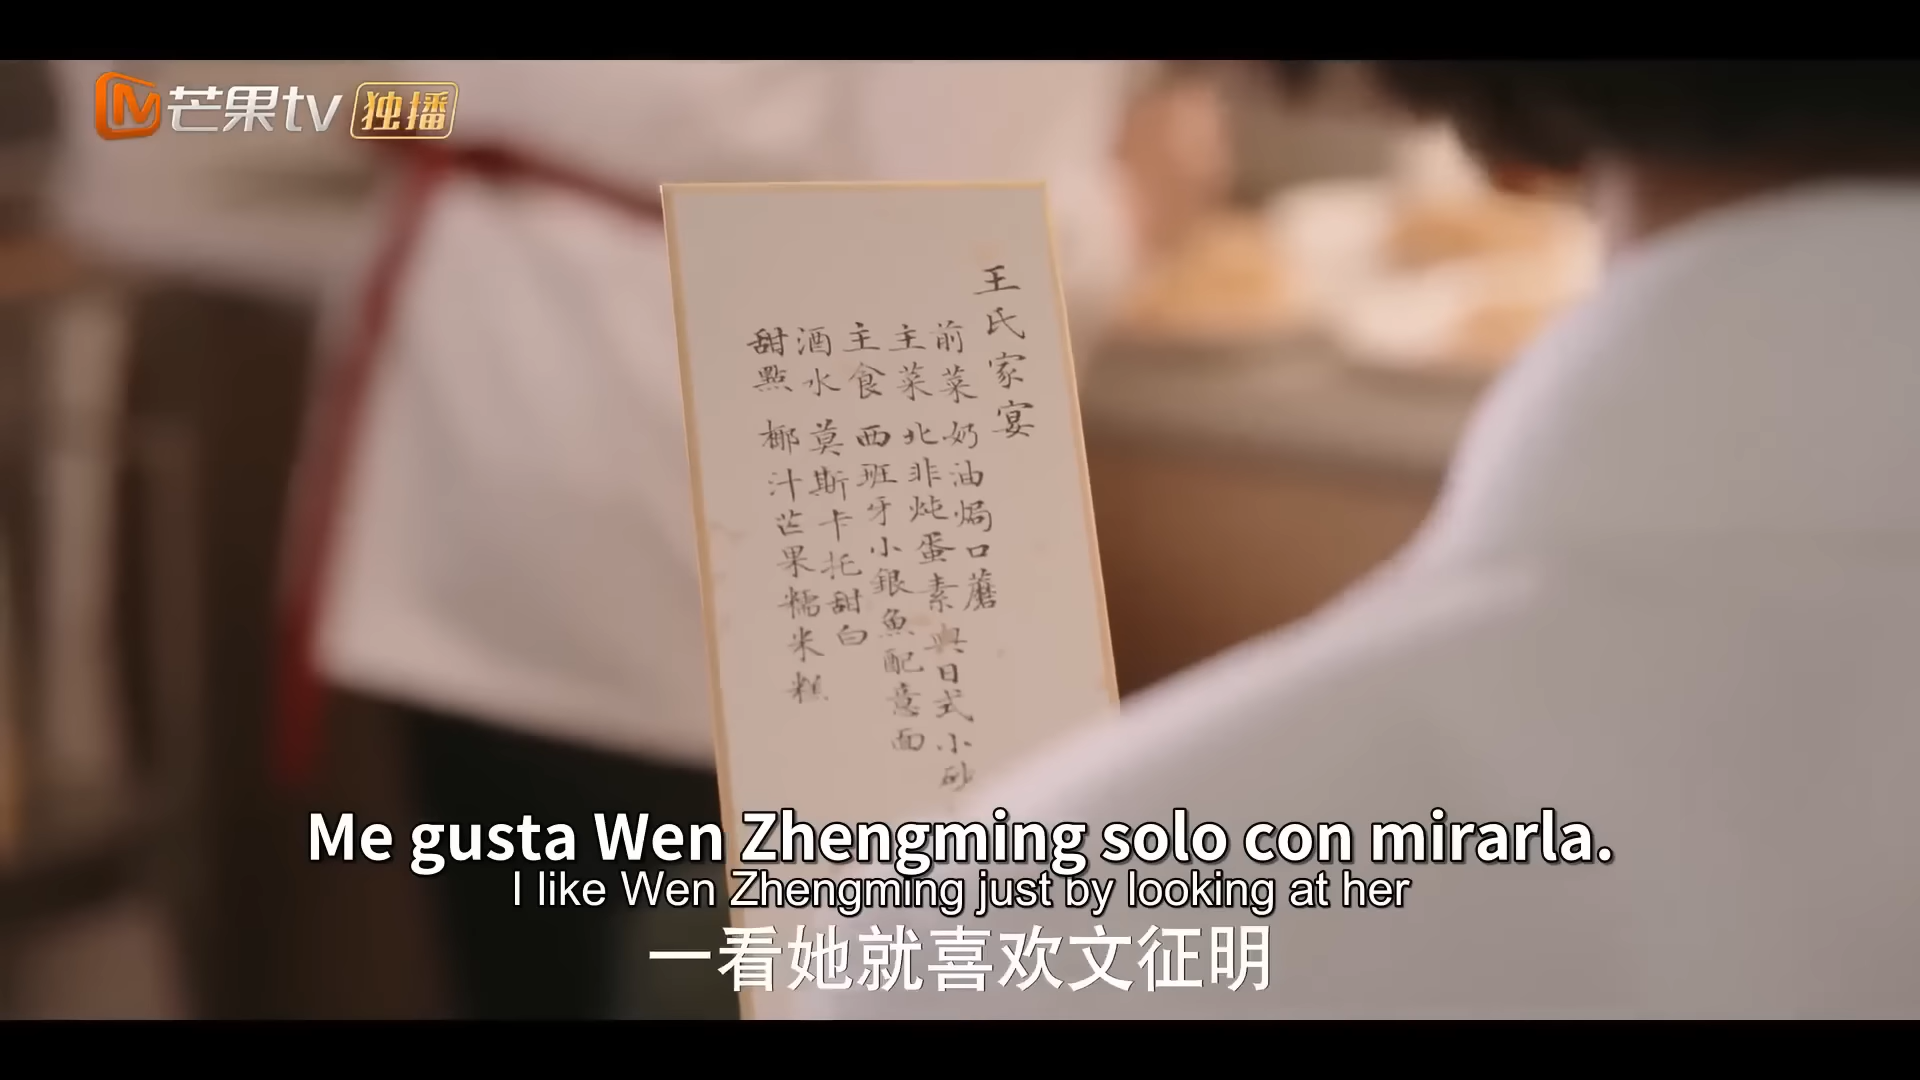 芒果tv 独播
王氏家宴
前菜 奶油焗口蘑
主菜 北非炖蛋素與日式小砂
主食 西班牙小銀魚配意面
酒水 莫斯卡托甜白
甜點 椰汁芒果糯米糕
Me gusta Wen Zhengming solo con mirarla.
I like Wen Zhengming just by looking at her
一看她就喜欢文征明